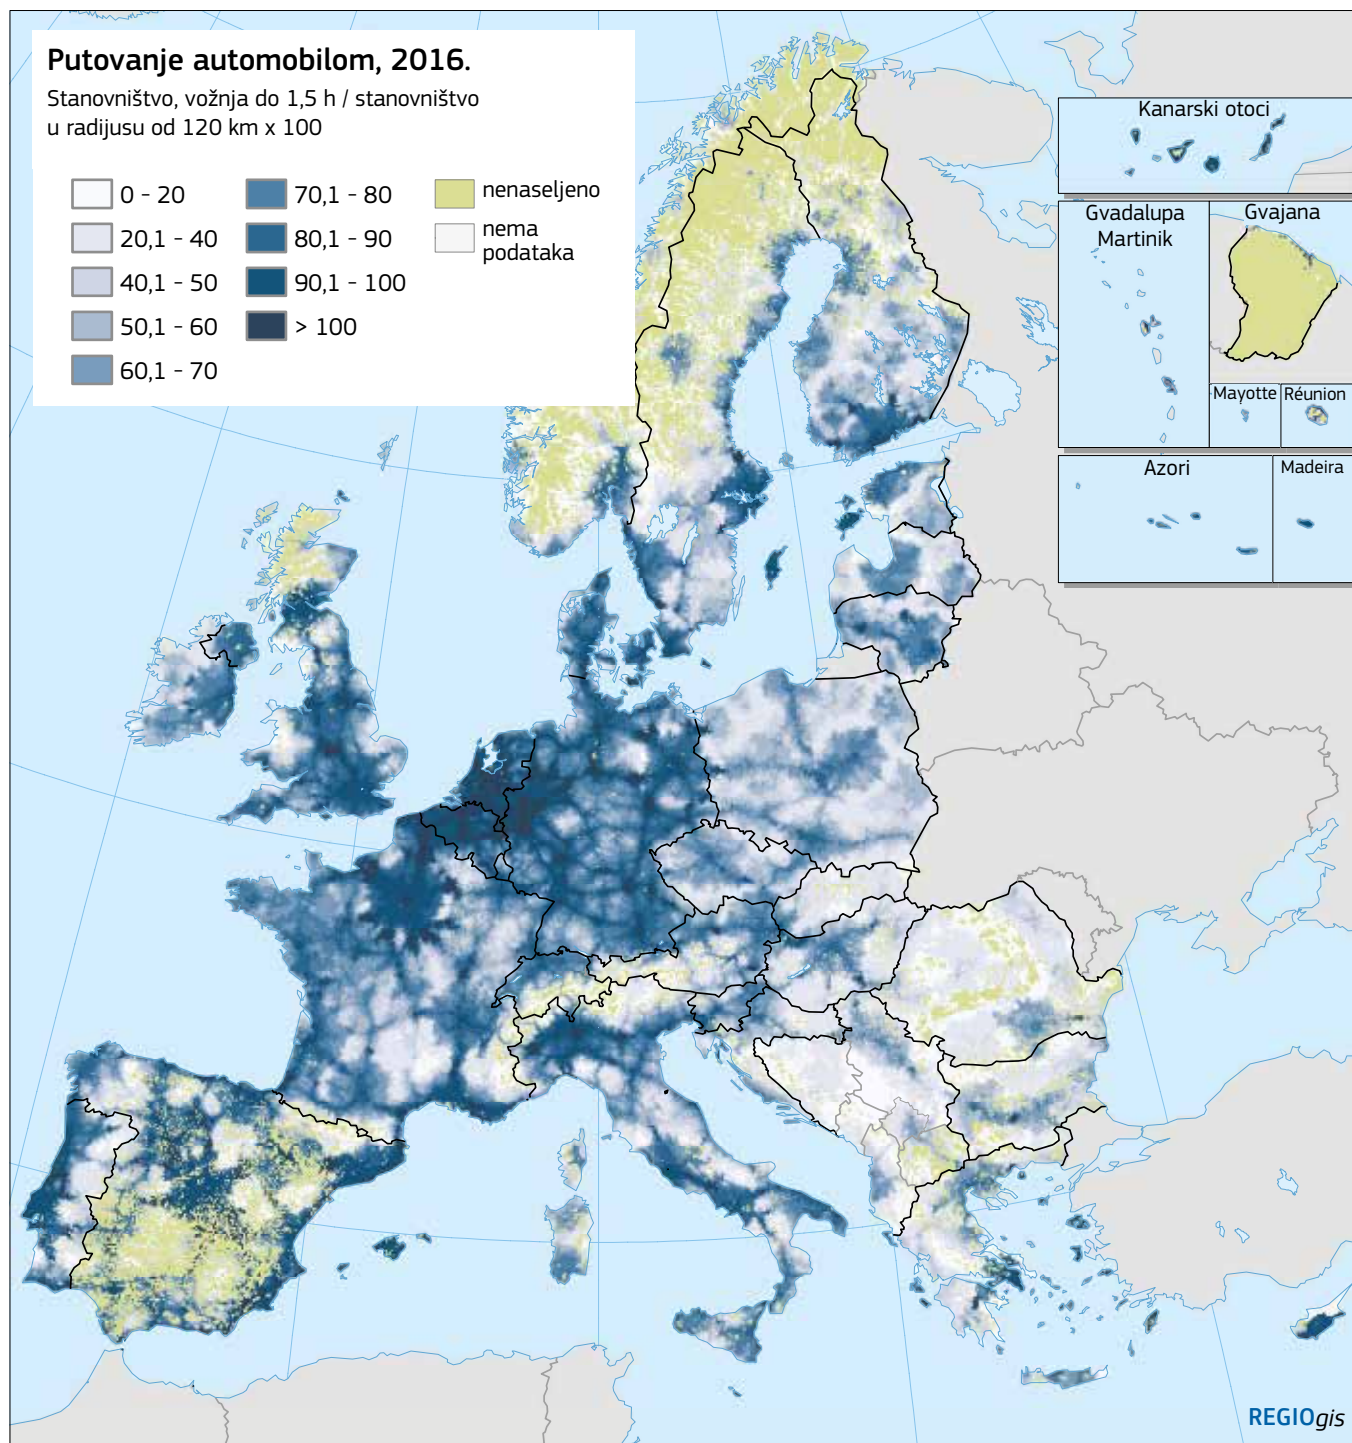 Putovanje automobilom, 2016.
Stanovništvo, vožnja do 1,5 h / stanovništvo
u radijusu od 120 km x 100
0 - 20
20,1 - 40
40,1 - 50
50,1 - 60
60,1 - 70
70,1 - 80
80,1 - 90
90,1 - 100
> 100
nenaseljeno
nema
podataka
Kanarski otoci
Gvadalupa
Martinik
Gvajana
Mayotte
Réunion
Azori
Madeira
REGIOgis